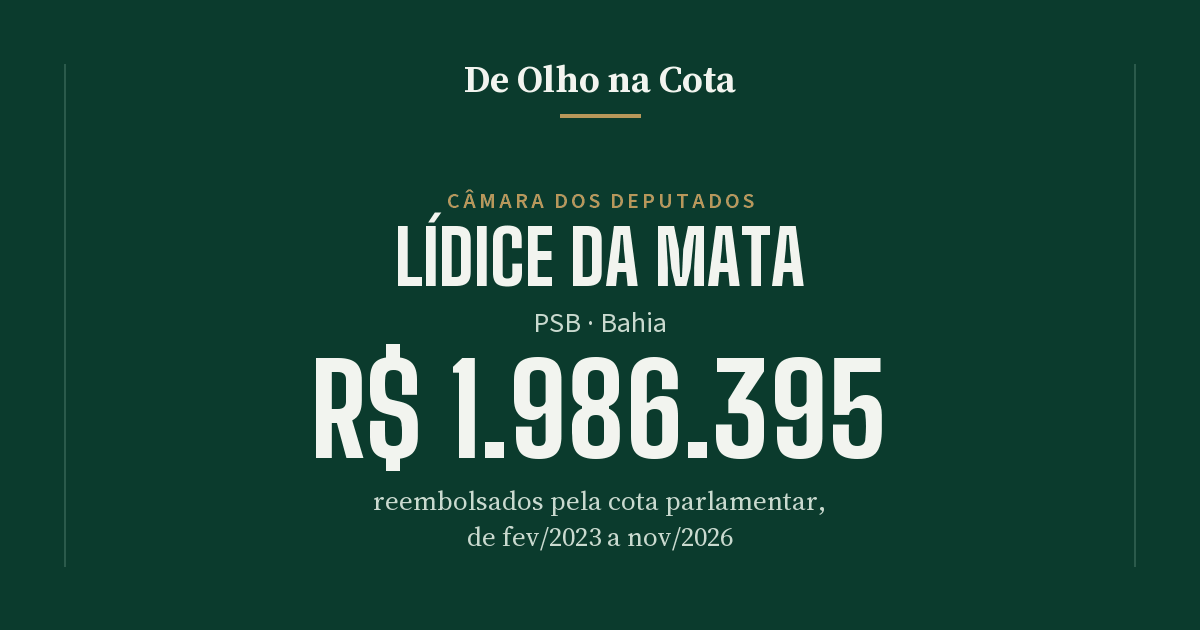 De Olho na Cota
CÂMARA DOS DEPUTADOS
LÍDICE DA MATA
PSB · Bahia
R$ 1.986.395
reembolsados pela cota parlamentar,
de fev/2023 a nov/2026